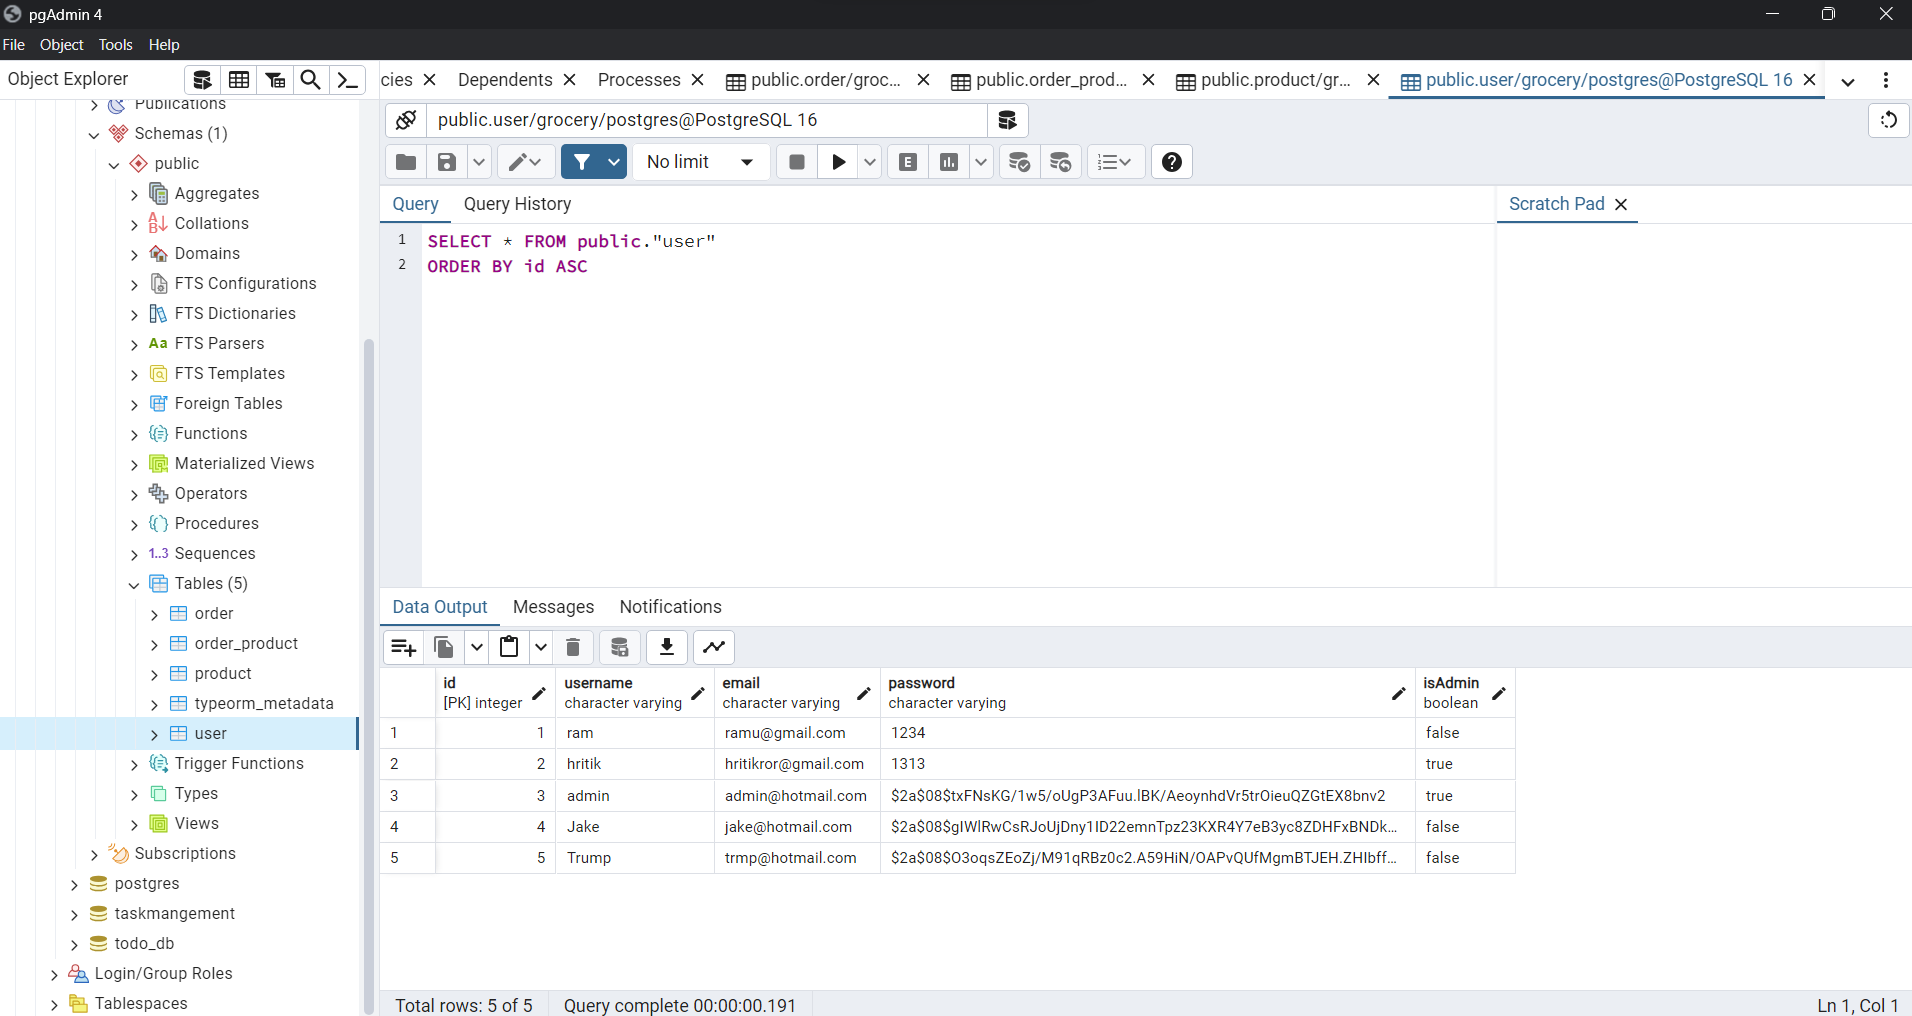 pgAdmin 4
File Object Tools Help
Object Explorer
cies Dependents Processes public.order/groc... public.order_prod... public.product/gr... public.user/grocery/postgres@PostgreSQL 16
public.user/grocery/postgres@PostgreSQL 16
No limit
E
Query Query History
Scratch Pad
1 SELECT * FROM public."user"
2 ORDER BY id ASC
Publications
Schemas (1)
public
Aggregates
Collations
Domains
FTS Configurations
FTS Dictionaries
Aa FTS Parsers
FTS Templates
Foreign Tables
Functions
Materialized Views
Operators
Procedures
1..3 Sequences
Tables (5)
order
order_product
product
typeorm_metadata
user
Trigger Functions
Types
Views
Subscriptions
postgres
taskmangement
todo_db
Login/Group Roles
Tablespaces
Data Output Messages Notifications
id username email password isAdmin
[PK] integer character varying character varying character varying boolean
1 1 ram ramu@gmail.com 1234 false
2 2 hritik hritikror@gmail.com 1313 true
3 3 admin admin@hotmail.com $2a$08$txFNsKG/1w5/oUgP3AFuu.lBK/AeoynhdVr5trOieuQZGtEX8bnv2 true
4 4 Jake jake@hotmail.com $2a$08$glWlRwCsRJoUjDny1ID22emnTpz23KXR4Y7eB3yc8ZDHFxBNDk... false
5 5 Trump trmp@hotmail.com $2a$08$O3oqsZEoZj/M91qRBz0c2.A59HiN/OAPvQUfMgmBTJEH.ZHIbff... false
Total rows: 5 of 5 Query complete 00:00:00.191
Ln 1, Col 1